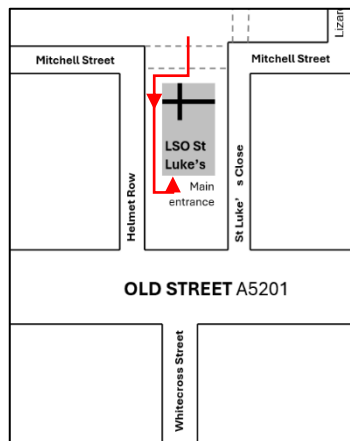 Lizar
Mitchell Street
Mitchell Street
LSO St
Luke's
Main
entrance
Helmet Row
St Luke’ s Close
OLD STREET A5201
Whitecross Street